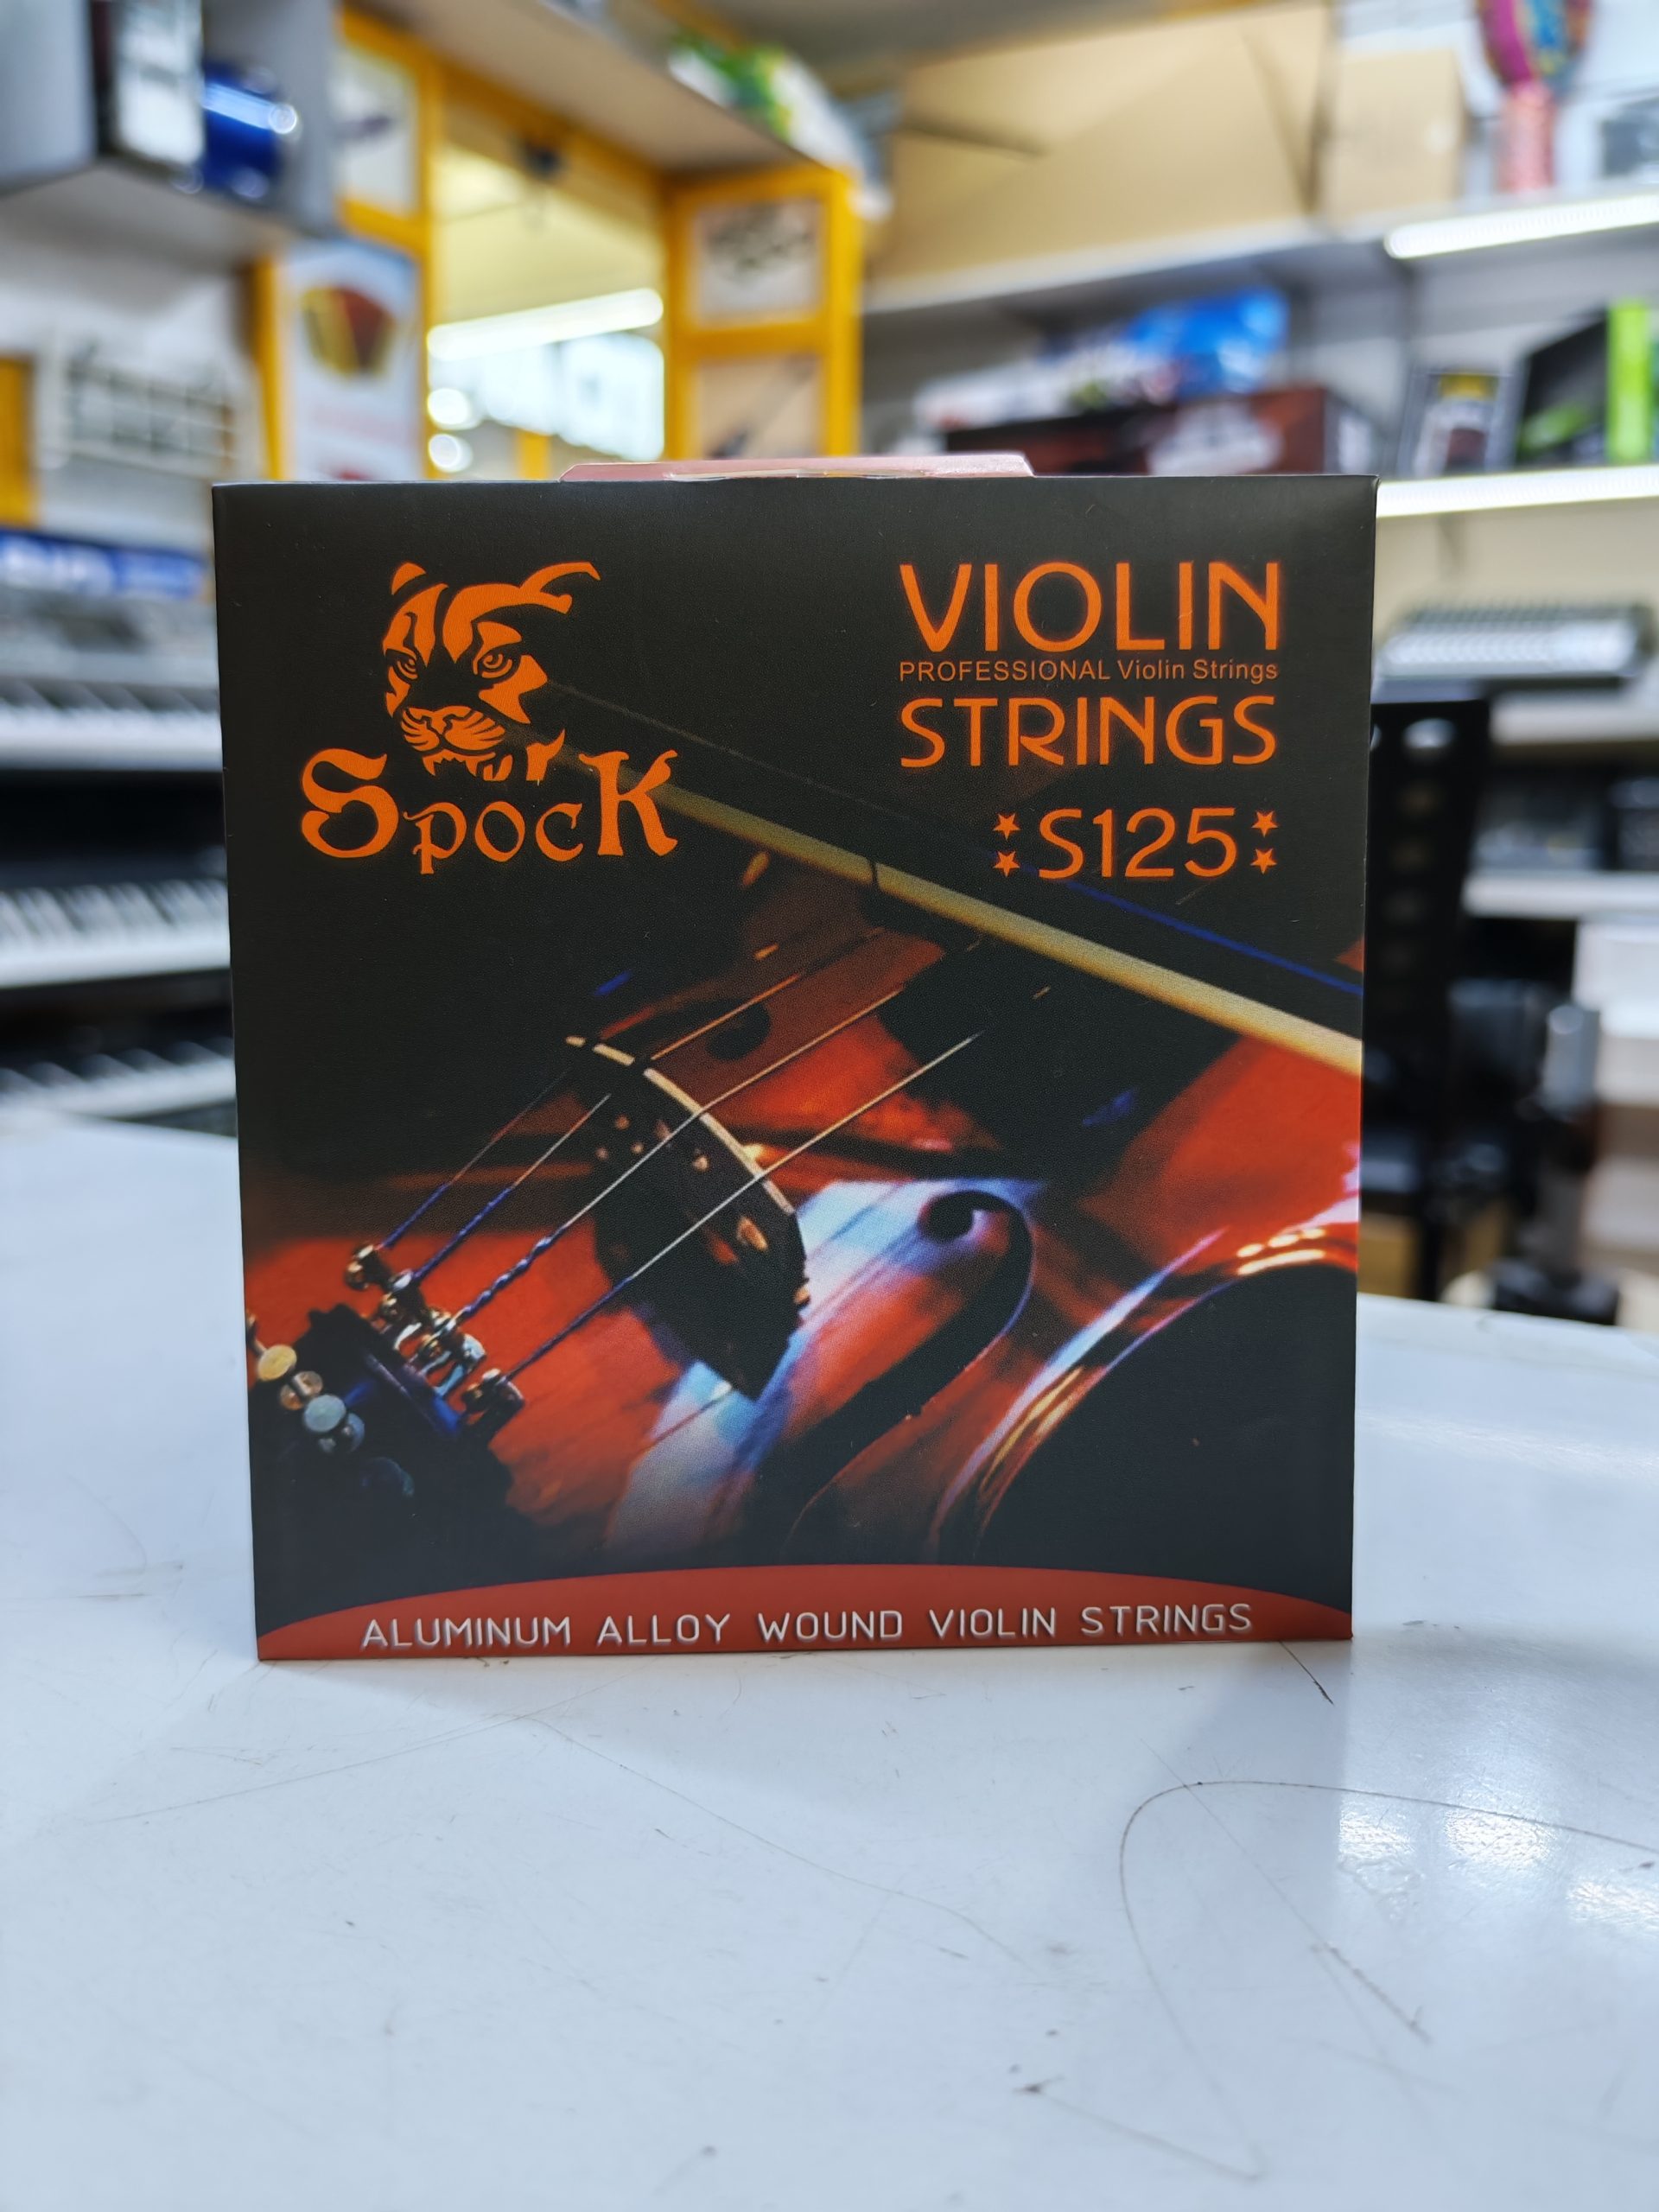 Spock
VIOLIN
PROFESSIONAL Violin Strings
STRINGS
S125
ALUMINUM ALLOY WOUND VIOLIN STRINGS